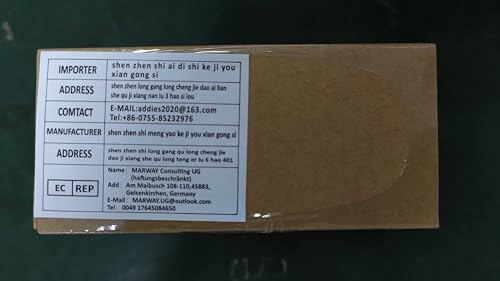 IMPORTER shen zhen shi ai di shi ke ji you
xian gong si
ADDRESS shen zhen long gang long cheng jie dao ai lian
she qu ji xiang nan lu 3 hao si lou
COMTACT E-MAIL:addies2020@163.com
Tel:+86-0755-85232976
MANUFACTURER shen zhen shi meng yao ke ji you xian gong si
ADDRESS shen zhen shi long gang qu long cheng jie
dao ji xiang she qu long teng er lu 6 hao 401
EC REP Name: MARWAY Consulting UG
(haftungsbeschränkt)
Add: Am Maibusch 108-110,45883,
Gelsenkirchen, Germany
E-Mail: MARWAY.UG@outlook.com
Tel: 0049 17645084650